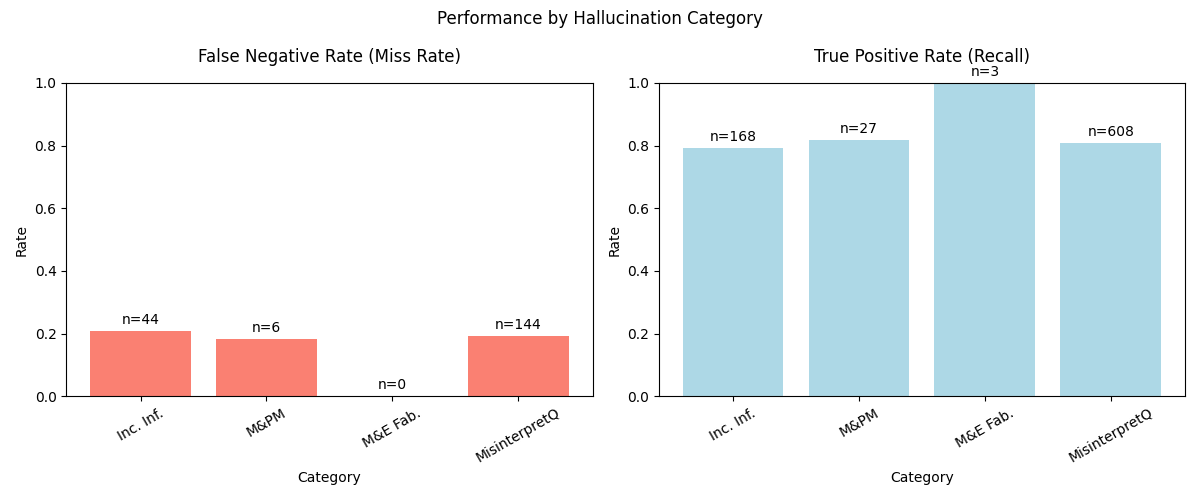 Performance by Hallucination Category
False Negative Rate (Miss Rate)
1.0
0.8
0.6
0.4
0.2
0.0
Rate
n=44
n=6
n=0
n=144
Inc. Inf.
M&PM
M&E Fab.
MisinterpretQ
Category
True Positive Rate (Recall)
1.0
0.8
0.6
0.4
0.2
0.0
Rate
n=168
n=27
n=3
n=608
Inc. Inf.
M&PM
M&E Fab.
MisinterpretQ
Category